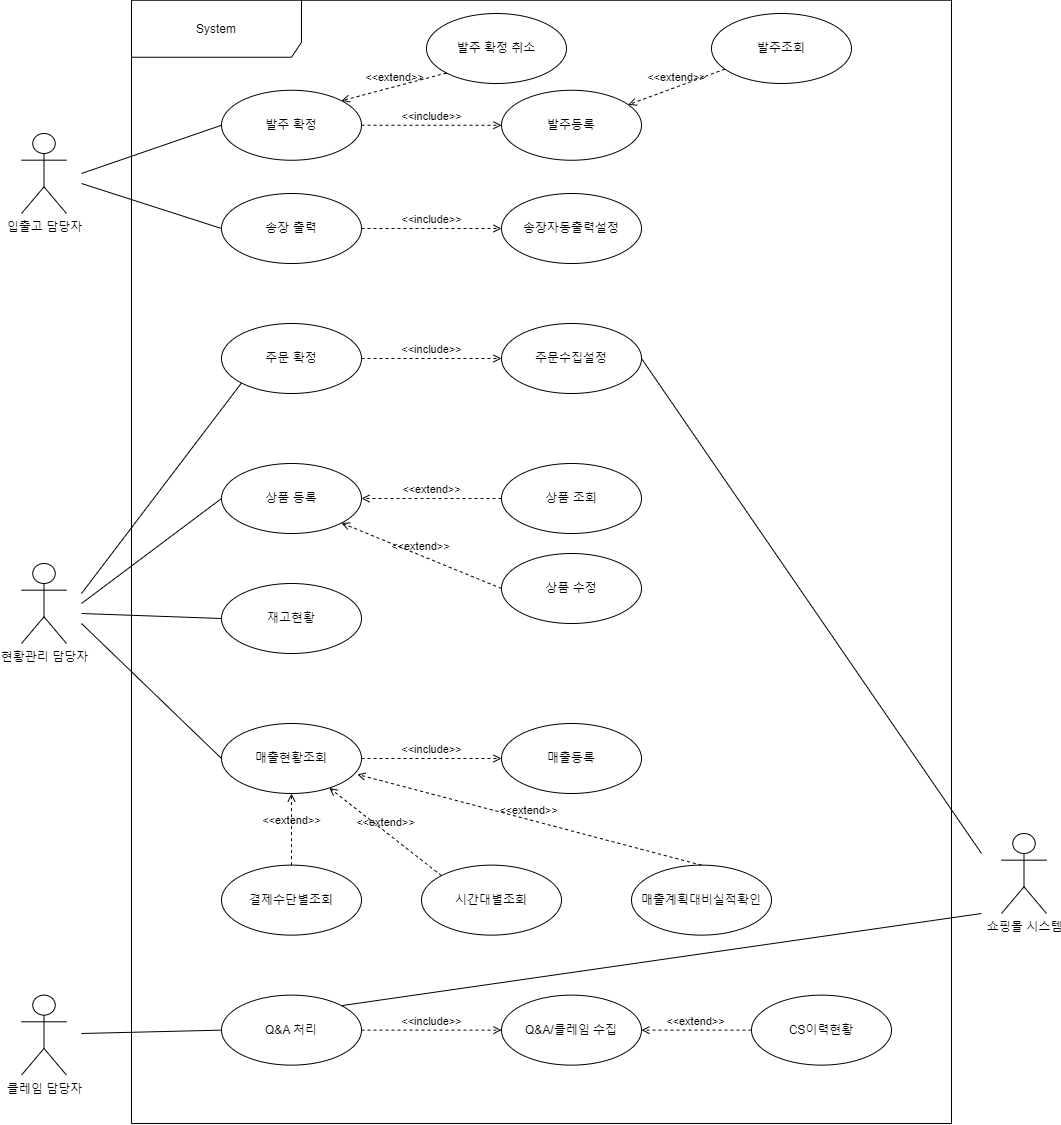 System
발주 확정 취소
발주조회
<<extend>>
<<extend>>
발주 확정
<<include>>
발주등록
입출고 담당자
송장 출력
<<include>>
송장자동출력설정
주문 확정
<<include>>
주문수집설정
상품 등록
<<extend>>
상품 조회
<<extend>>
상품 수정
재고현황
현황관리 담당자
매출현황조회
<<include>>
매출등록
<<extend>>
<<extend>>
<<extend>>
결제수단별조회
시간대별조회
매출계획대비실적확인
쇼핑몰 시스템
Q&A 처리
<<include>>
Q&A/클레임 수집
<<extend>>
CS이력현황
클레임 담당자